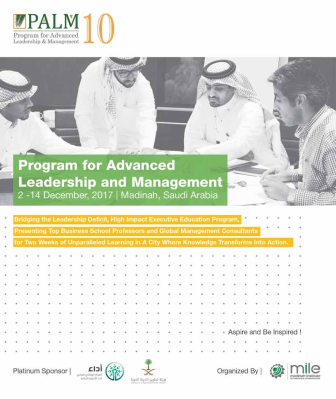 PALM 10
Program for Advanced
Leadership & Management
Program for Advanced
Leadership and Management
2 -14 December, 2017 | Madinah, Saudi Arabia
Bridging the Leadership Deficit, High Impact Executive Education Program,
Presenting Top Business School Professors and Global Management Consultants
for Two Weeks of Unparalleled Learning in A City Where Knowledge Transforms Into Action.
Aspire and Be Inspired !
Platinum Sponsor | أداء
Organized By | mile